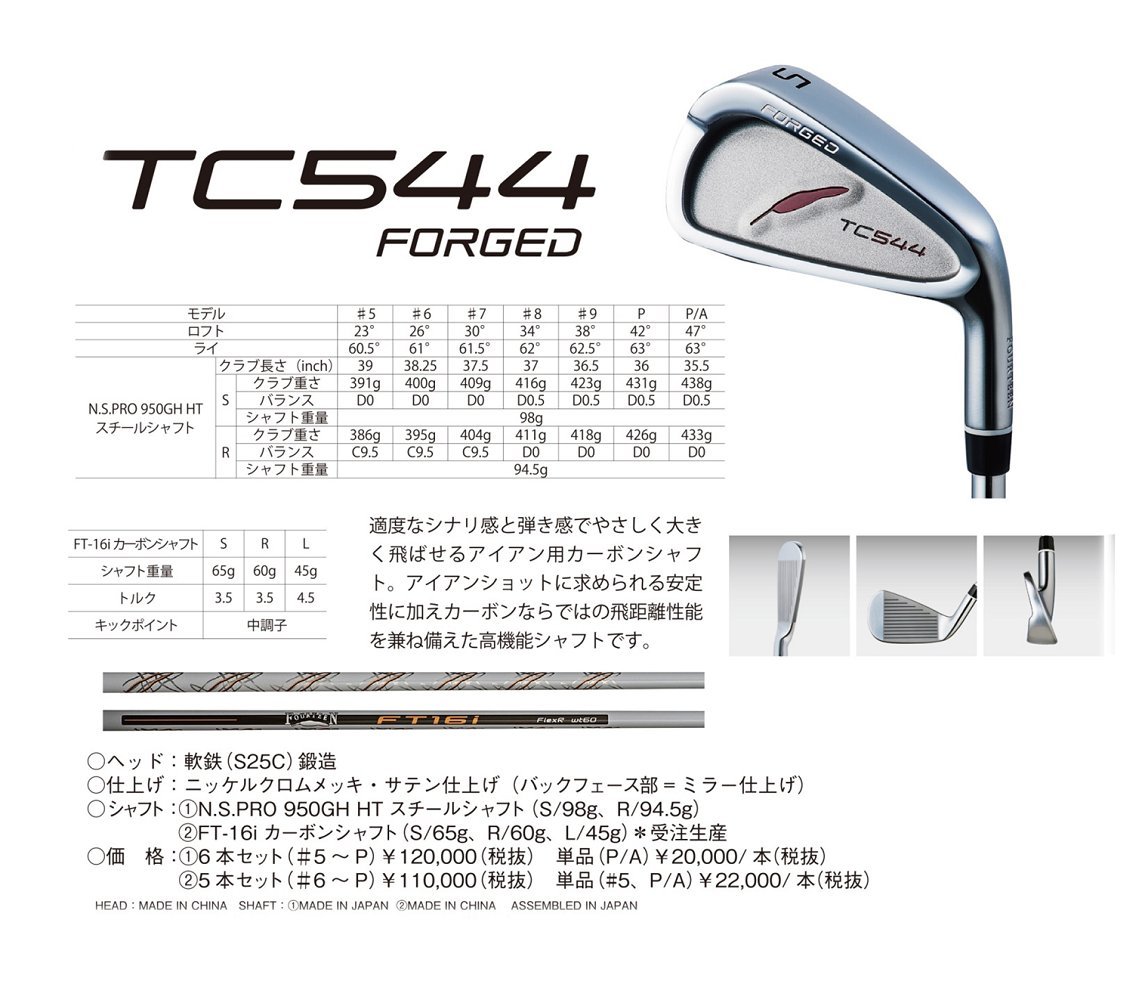 TC544
FORGED
5
FORGED
TC544
FOURTEEN
モデル ♯5 ♯6 ♯7 ♯8 ♯9 P P/A
ロフト 23° 26° 30° 34° 38° 42° 47°
ライ 60.5° 61° 61.5° 62° 62.5° 63° 63°
N.S.PRO 950GH HT
スチールシャフト
クラブ長さ（inch） 39 38.25 37.5 37 36.5 36 35.5
S クラブ重さ 391g 400g 409g 416g 423g 431g 438g
バランス D0 D0 D0 D0.5 D0.5 D0.5 D0.5
シャフト重量 98g
R クラブ重さ 386g 395g 404g 411g 418g 426g 433g
バランス C9.5 C9.5 C9.5 D0 D0 D0 D0
シャフト重量 94.5g
FT-16i カーボンシャフト S R L
シャフト重量 65g 60g 45g
トルク 3.5 3.5 4.5
キックポイント 中調子
適度なシナリ感と弾き感でやさしく大き
く飛ばせるアイアン用カーボンシャフ
ト。アイアンショットに求められる安定
性に加えカーボンならではの飛距離性能
を兼ね備えた高機能シャフトです。
FOURTEEN FT16i FlexR wt60
○ヘッド：軟鉄（S25C）鍛造
○仕上げ：ニッケルクロムメッキ・サテン仕上げ（バックフェース部 = ミラー仕上げ）
○シャフト：①N.S.PRO 950GH HT スチールシャフト（S/98g、R/94.5g）
②FT-16i カーボンシャフト（S/65g、R/60g、L/45g）＊受注生産
○価　格：①6 本セット（♯5 ～ P）￥120,000（税抜）　単品（P/A）￥20,000/ 本（税抜）
②5 本セット（♯6 ～ P）￥110,000（税抜）　単品（♯5、P/A）￥22,000/ 本（税抜）
HEAD：MADE IN CHINA　SHAFT：①MADE IN JAPAN ②MADE IN CHINA　ASSEMBLED IN JAPAN